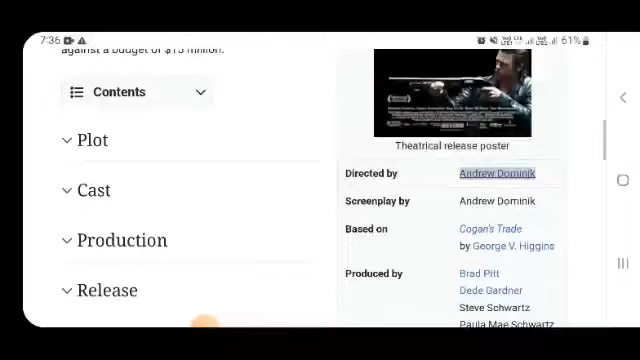 7:36
61%
against a budget of $15 million.
Contents
Plot
Cast
Production
Release
Theatrical release poster
Directed by Andrew Dominik
Screenplay by Andrew Dominik
Based on Cogan's Trade
by George V. Higgins
Produced by Brad Pitt
Dede Gardner
Steve Schwartz
Paula Mae Schwartz